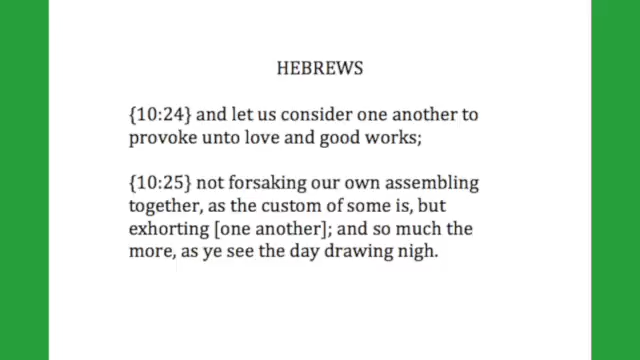 HEBREWS
{10:24} and let us consider one another to
provoke unto love and good works;
{10:25} not forsaking our own assembling
together, as the custom of some is, but
exhorting [one another]; and so much the
more, as ye see the day drawing nigh.